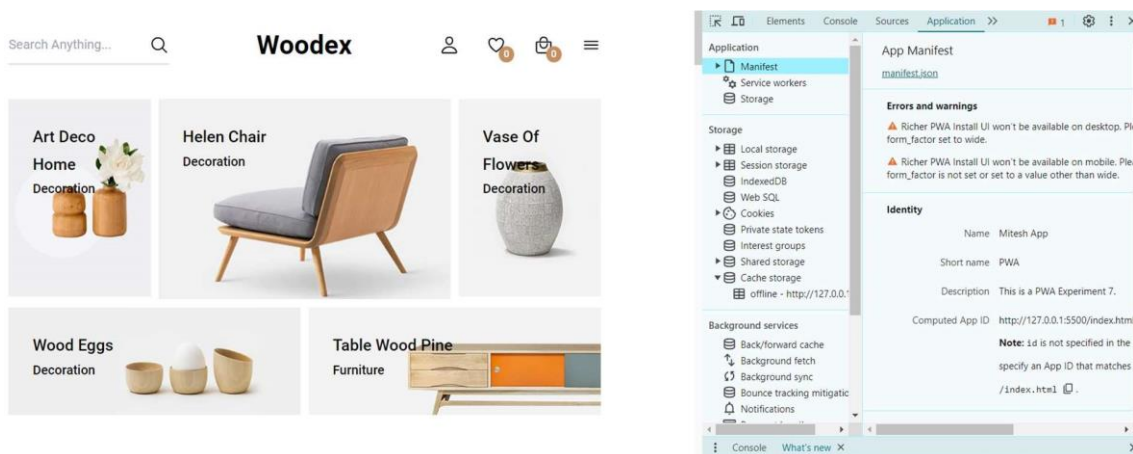 Search Anything...
Woodex
0
0
Art Deco
Home
Decoration
Helen Chair
Decoration
Vase Of
Flowers
Decoration
Wood Eggs
Decoration
Table Wood Pine
Furniture
Elements Console Sources Application 1
Application
Manifest
Service workers
Storage
Storage
Local storage
Session storage
IndexedDB
Web SQL
Cookies
Private state tokens
Interest groups
Shared storage
Cache storage
offline - http://127.0.0.1
Background services
Back/forward cache
Background fetch
Background sync
Bounce tracking mitigatic
Notifications
App Manifest
manifest.json
Errors and warnings
Richer PWA Install UI won't be available on desktop. Ple
form_factor set to wide.
Richer PWA Install UI won't be available on mobile. Plea
form_factor is not set or set to a value other than wide.
Identity
Name Mitesh App
Short name PWA
Description This is a PWA Experiment 7.
Computed App ID http://127.0.0.1:5500/index.html
Note: id is not specified in the
specify an App ID that matches
/index.html
Console What's new